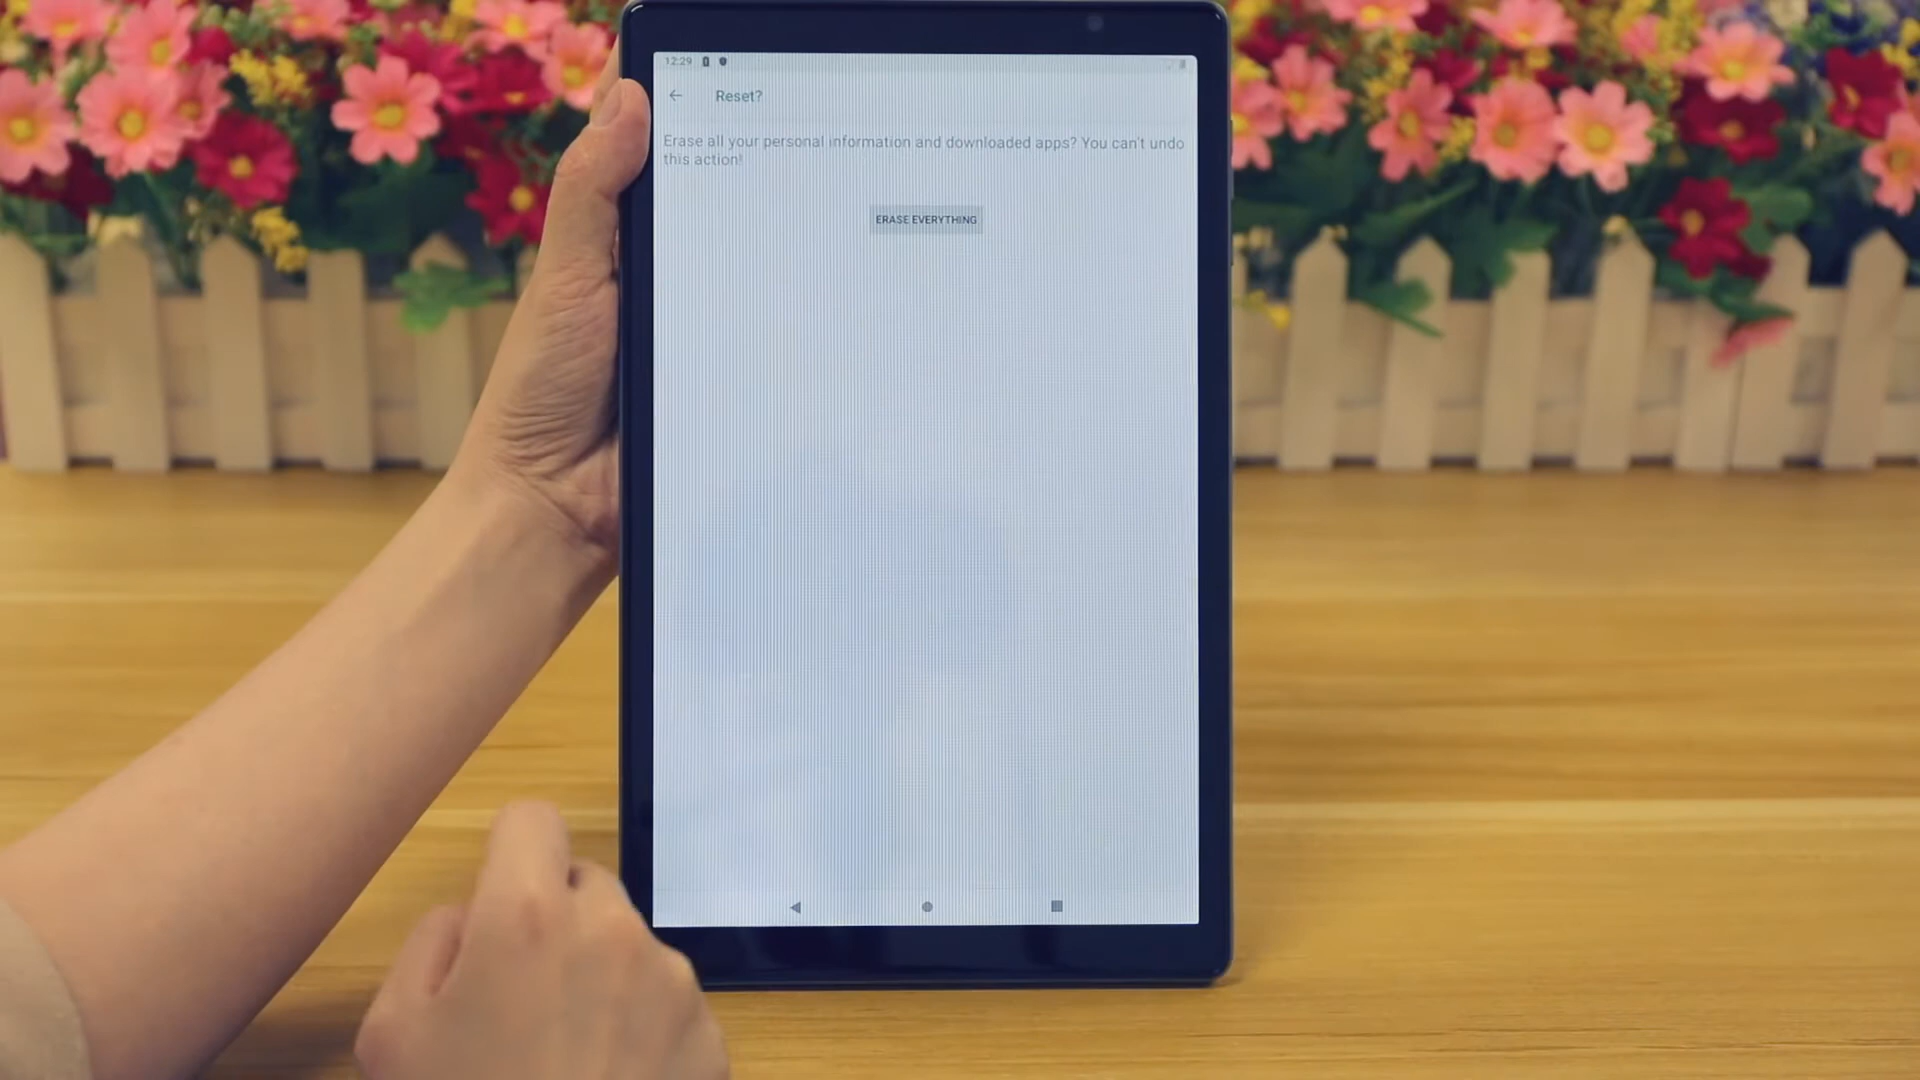 12:29
Reset?
Erase all your personal information and downloaded apps? You can't undo
this action!
ERASE EVERYTHING